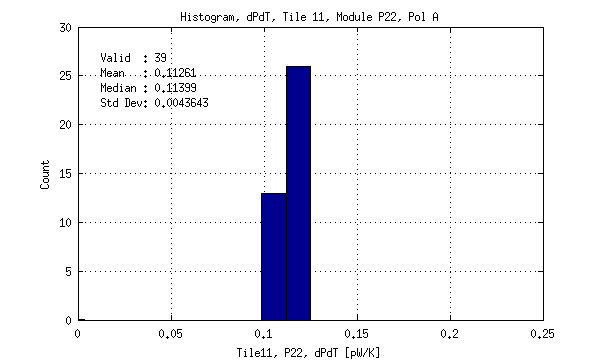 Histogram, dPdT, Tile 11, Module P22, Pol A
30
25
20
15
10
5
0
Count
Valid : 39
Mean : 0.11261
Median : 0.11399
Std Dev: 0.0043643
0 0.05 0.1 0.15 0.2 0.25
Tile11, P22, dPdT [pW/K]